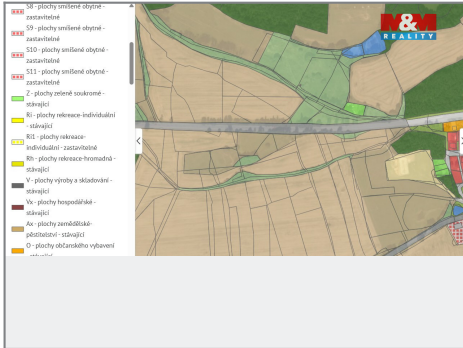 S8 - plochy smíšené obytné -
zastavitelné
S9 - plochy smíšené obytné -
zastavitelné
S10 - plochy smíšené obytné -
zastavitelné
S11 - plochy smíšené obytné -
zastavitelné
Z - plochy zeleně soukromé -
stávající
Ri - plochy rekreace-individuální
- stávající
Ri1 - plochy rekreace-
individuální - zastavitelné
Rh - plochy rekreace-hromadná -
stávající
V - plochy výroby a skladování -
stávající
Vx - plochy hospodářské -
stávající
Ax - plochy zemědělské-
pěstitelství - stávající
O - plochy občanského vybavení
- stávající
M&M
REALITY